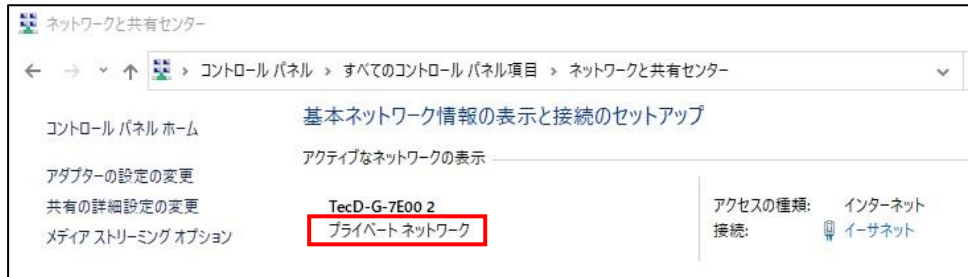 ネットワークと共有センター
コントロール パネル › すべてのコントロール パネル項目 › ネットワークと共有センター
コントロール パネル ホーム
アダプターの設定の変更
共有の詳細設定の変更
メディア ストリーミング オプション
基本ネットワーク情報の表示と接続のセットアップ
アクティブなネットワークの表示
TecD-G-7E00 2
プライベート ネットワーク
アクセスの種類: インターネット
接続: イーサネット